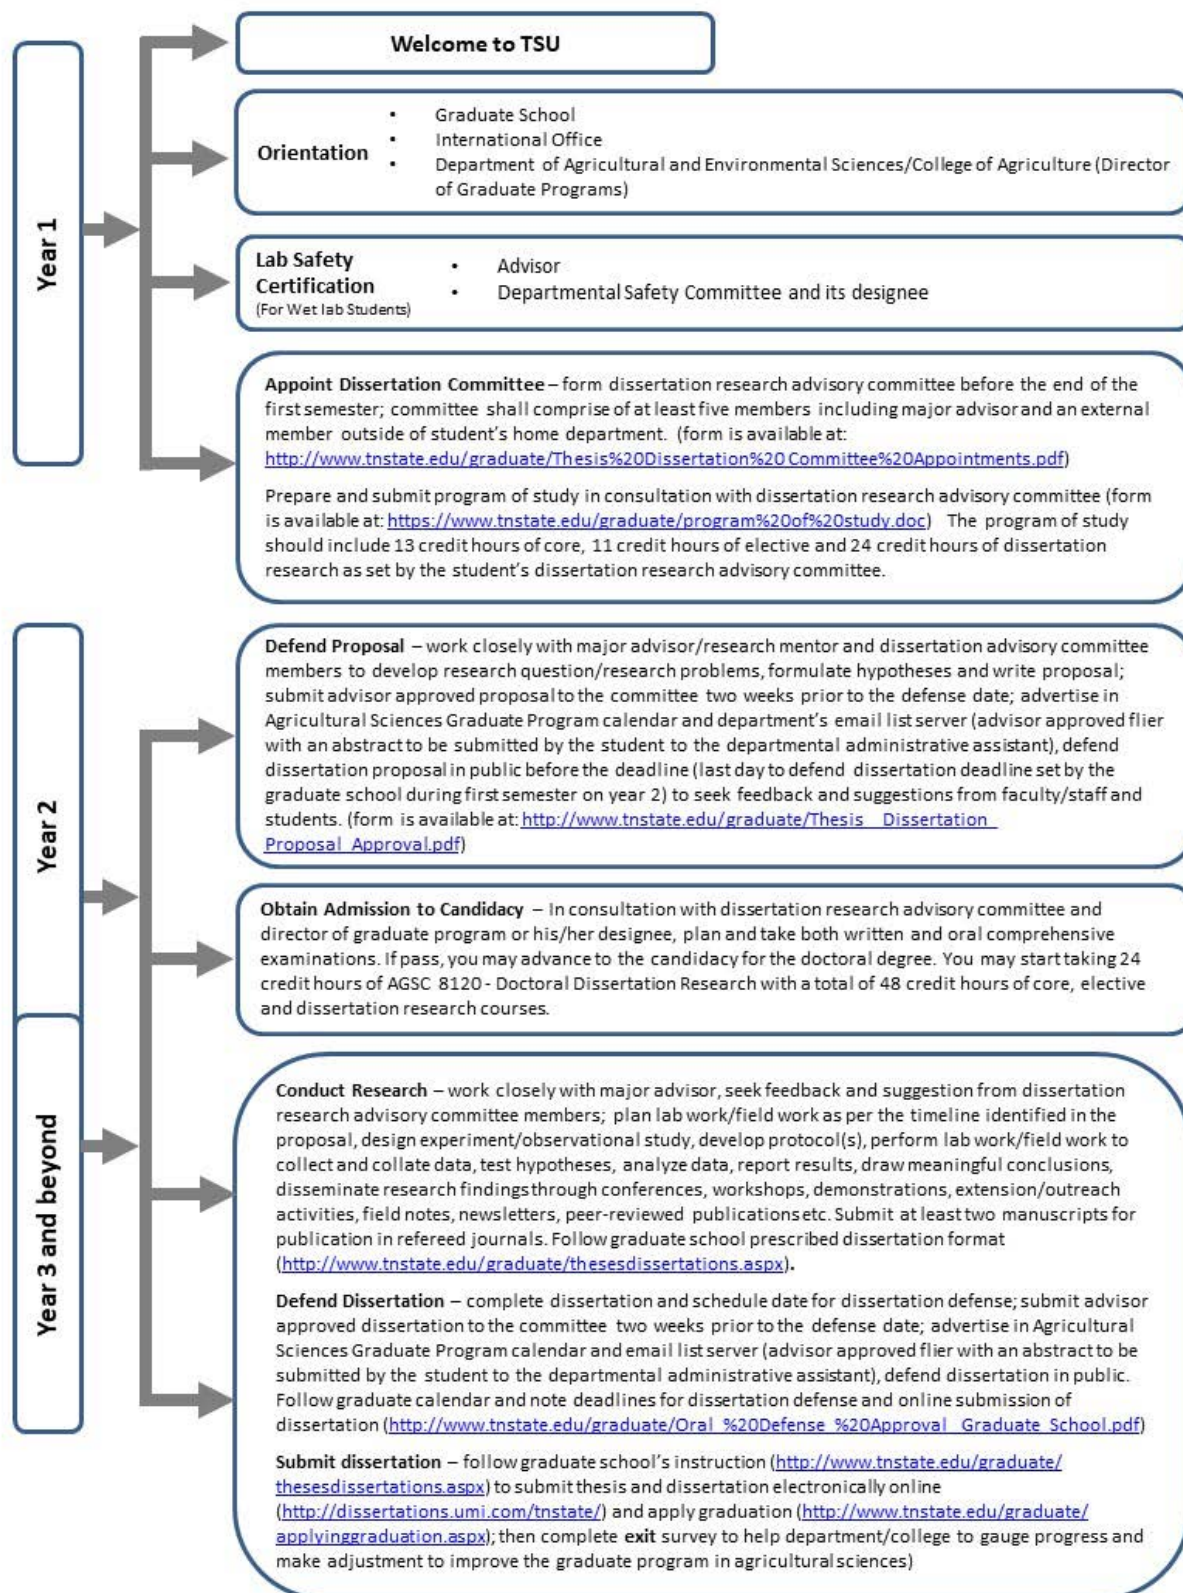 Welcome to TSU
Year 1
Orientation
• Graduate School
• International Office
• Department of Agricultural and Environmental Sciences/College of Agriculture (Director
of Graduate Programs)
Lab Safety
Certification
(For Wet lab Students)
• Advisor
• Departmental Safety Committee and its designee
Appoint Dissertation Committee – form dissertation research advisory committee before the end of the
first semester; committee shall comprise of at least five members including major advisor and an external
member outside of student's home department. (form is available at:
http://www.tnstate.edu/graduate/Thesis%20Dissertation%20 Committee%20Appointments.pdf)
Prepare and submit program of study in consultation with dissertation research advisory committee (form
is available at: https://www.tnstate.edu/graduate/program%20of%20study.doc) The program of study
should include 13 credit hours of core, 11 credit hours of elective and 24 credit hours of dissertation
research as set by the student's dissertation research advisory committee.
Year 2
Defend Proposal – work closely with major advisor/research mentor and dissertation advisory committee
members to develop research question/research problems, formulate hypotheses and write proposal;
submit advisor approved proposal to the committee two weeks prior to the defense date; advertise in
Agricultural Sciences Graduate Program calendar and department's email list server (advisor approved flier
with an abstract to be submitted by the student to the departmental administrative assistant), defend
dissertation proposal in public before the deadline (last day to defend dissertation deadline set by the
graduate school during first semester on year 2) to seek feedback and suggestions from faculty/staff and
students. (form is available at: http://www.tnstate.edu/graduate/Thesis_ Dissertation_
Proposal_Approval.pdf)
Obtain Admission to Candidacy – In consultation with dissertation research advisory committee and
director of graduate program or his/her designee, plan and take both written and oral comprehensive
examinations. If pass, you may advance to the candidacy for the doctoral degree. You may start taking 24
credit hours of AGSC 8120 - Doctoral Dissertation Research with a total of 48 credit hours of core, elective
and dissertation research courses.
Year 3 and beyond
Conduct Research – work closely with major advisor, seek feedback and suggestion from dissertation
research advisory committee members; plan lab work/field work as per the timeline identified in the
proposal, design experiment/observational study, develop protocol(s), perform lab work/field work to
collect and collate data, test hypotheses, analyze data, report results, draw meaningful conclusions,
disseminate research findings through conferences, workshops, demonstrations, extension/outreach
activities, field notes, newsletters, peer-reviewed publications etc. Submit at least two manuscripts for
publication in refereed journals. Follow graduate school prescribed dissertation format
(http://www.tnstate.edu/graduate/thesesdissertations.aspx).
Defend Dissertation – complete dissertation and schedule date for dissertation defense; submit advisor
approved dissertation to the committee two weeks prior to the defense date; advertise in Agricultural
Sciences Graduate Program calendar and email list server (advisor approved flier with an abstract to be
submitted by the student to the departmental administrative assistant), defend dissertation in public.
Follow graduate calendar and note deadlines for dissertation defense and online submission of
dissertation (http://www.tnstate.edu/graduate/Oral_%20Defense_%20Approval_Graduate_School.pdf)
Submit dissertation – follow graduate school's instruction (http://www.tnstate.edu/graduate/
thesesdissertations.aspx) to submit thesis and dissertation electronically online
(http://dissertations.umi.com/tnstate/) and apply graduation (http://www.tnstate.edu/graduate/
applyinggraduation.aspx); then complete exit survey to help department/college to gauge progress and
make adjustment to improve the graduate program in agricultural sciences)